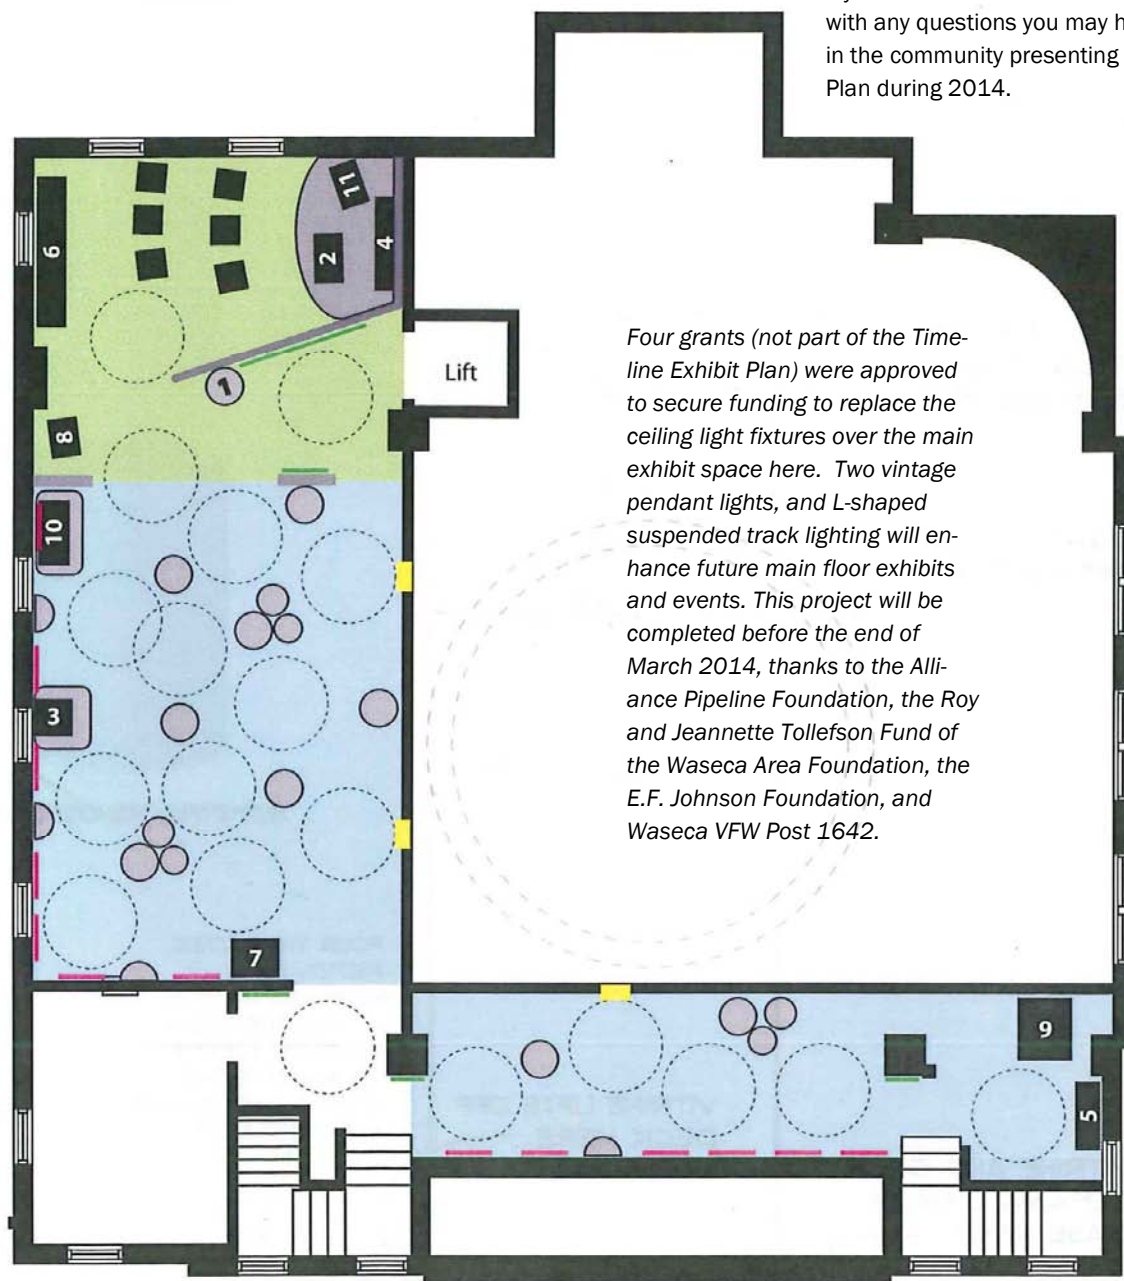 with any questions you may h
in the community presenting
Plan during 2014.
11
6
4
2
Lift
1
8
10
3
7
9
5
Four grants (not part of the Time-
line Exhibit Plan) were approved
to secure funding to replace the
ceiling light fixtures over the main
exhibit space here. Two vintage
pendant lights, and L-shaped
suspended track lighting will en-
hance future main floor exhibits
and events. This project will be
completed before the end of
March 2014, thanks to the Alli-
ance Pipeline Foundation, the Roy
and Jeannette Tollefson Fund of
the Waseca Area Foundation, the
E.F. Johnson Foundation, and
Waseca VFW Post 1642.